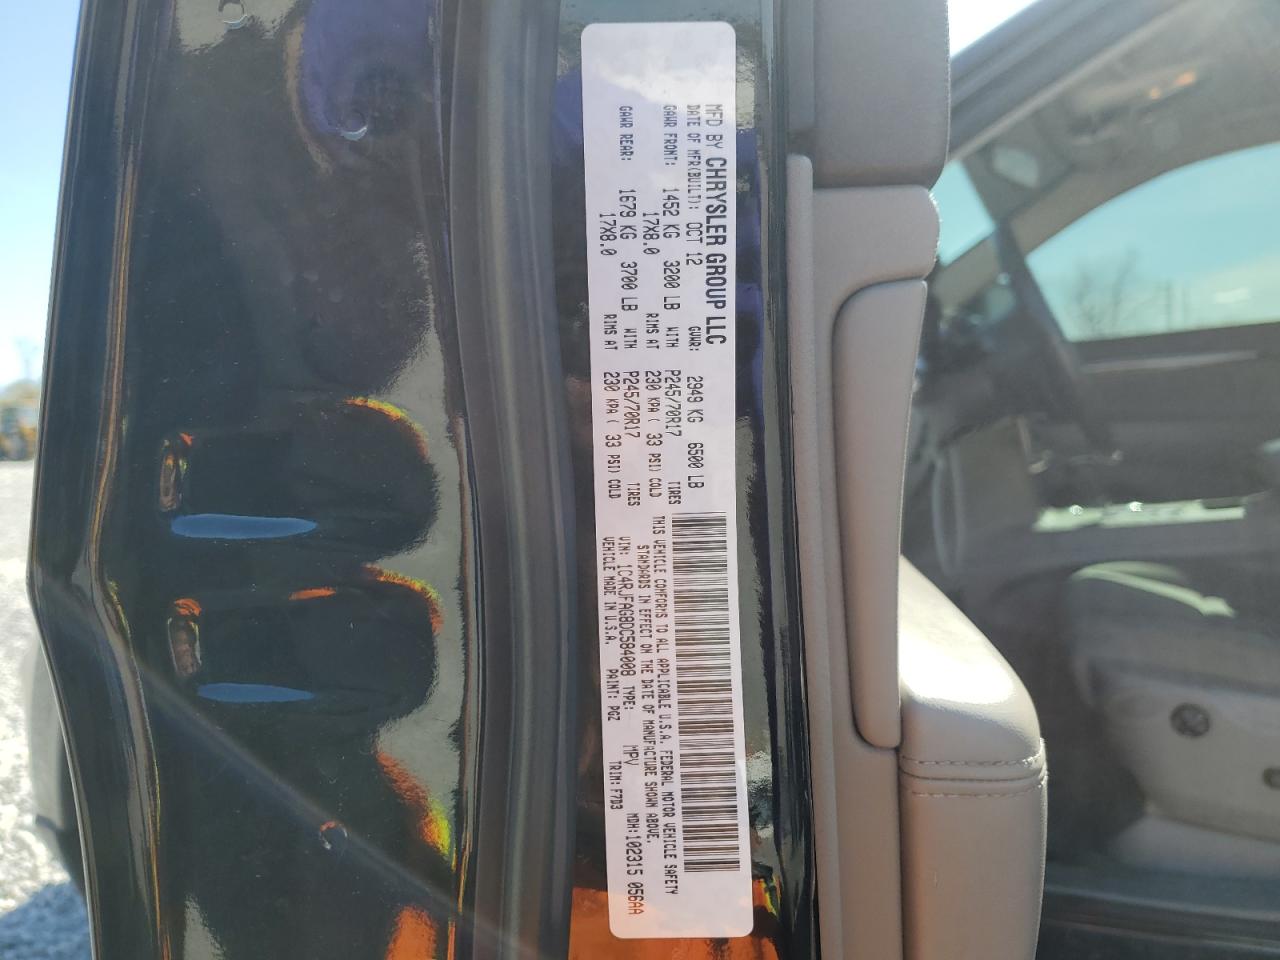 MFD BY CHRYSLER GROUP LLC
DATE OF MFR(BUILT): OCT 12 GVWR: 2949 KG 6500 LB
GAWR FRONT: 1452 KG 3200 LB WITH P245/70R17 TIRES
17X8.0 RIMS AT 230 KPA ( 33 PSI) COLD
GAWR REAR: 1679 KG 3700 LB WITH P245/70R17 TIRES
17X8.0 RIMS AT 230 KPA ( 33 PSI) COLD
THIS VEHICLE CONFORMS TO ALL APPLICABLE U.S.A. FEDERAL MOTOR VEHICLE SAFETY
STANDARDS IN EFFECT ON THE DATE OF MANUFACTURE SHOWN ABOVE.
VIN: 1C4RJFAG8DC584008 TYPE: MPV MDH:102315 056AA
VEHICLE MADE IN U.S.A. PAINT: PGZ TRIM:F7D3